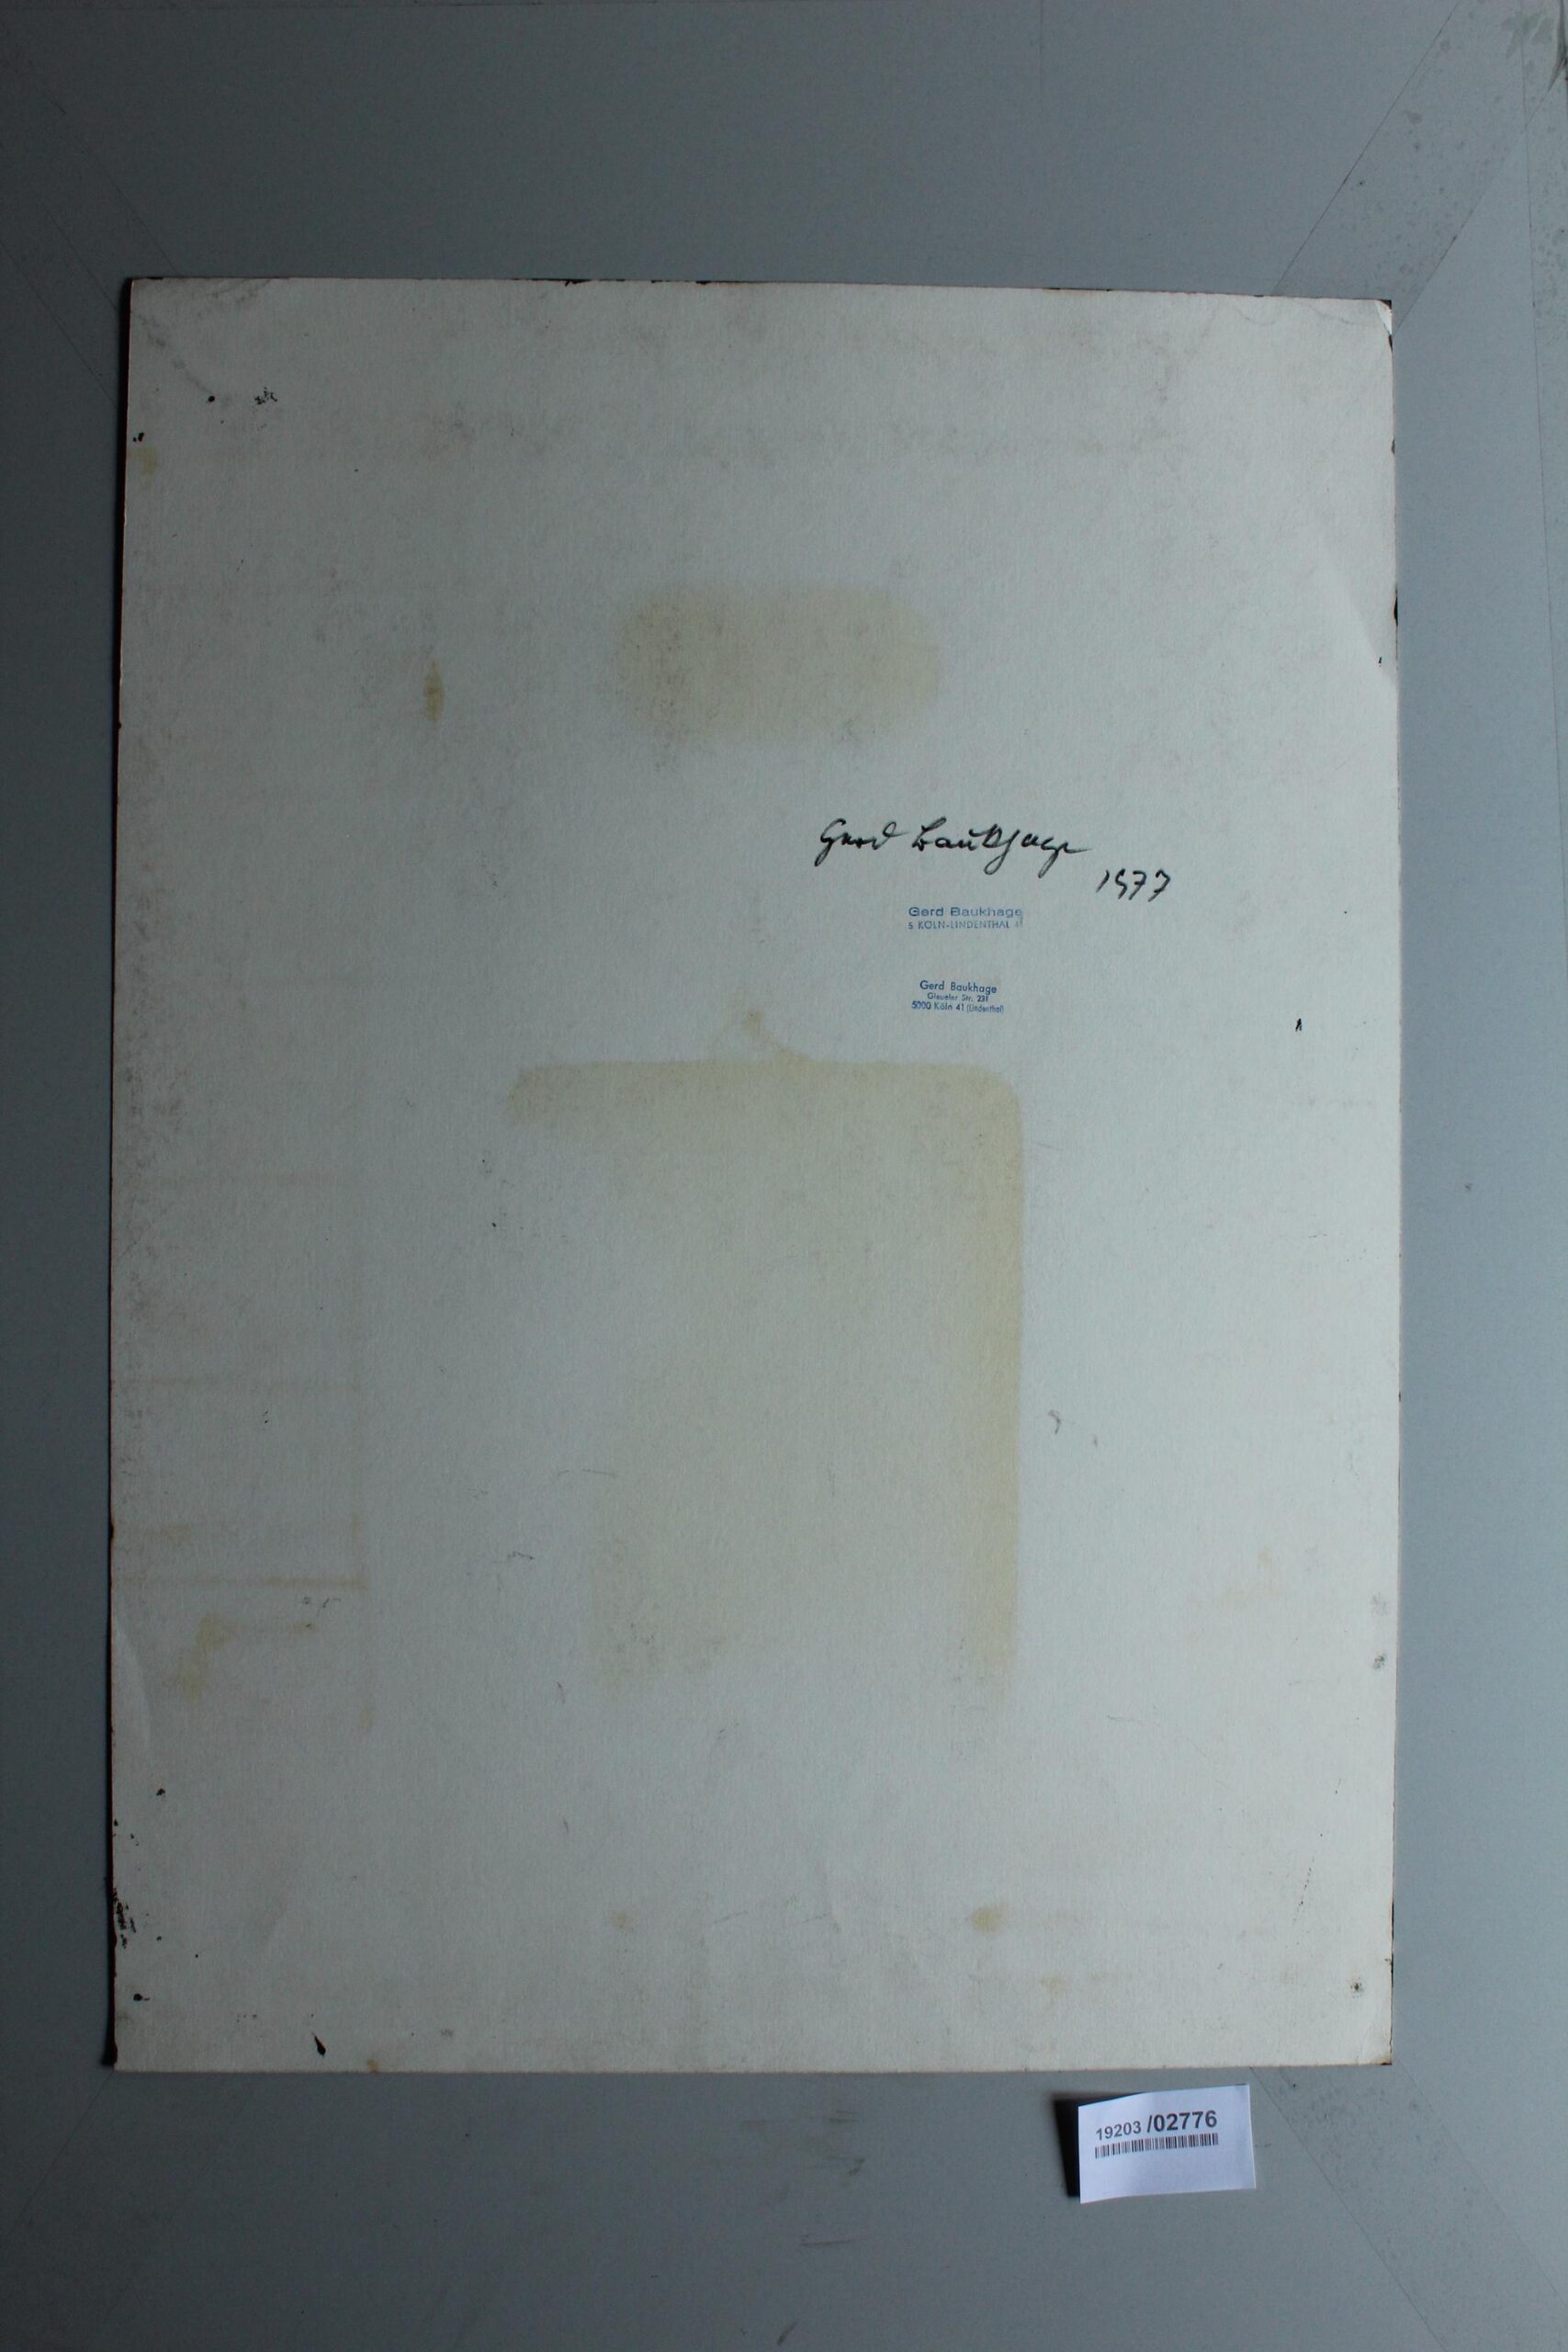 Gerd Baukhage
1977
Gerd Baukhage
5 KÖLN-LINDENTHAL
Gerd Baukhage
Gleueler Str. 231
5000 Köln 41 (Lindenthal)
19203 /02776